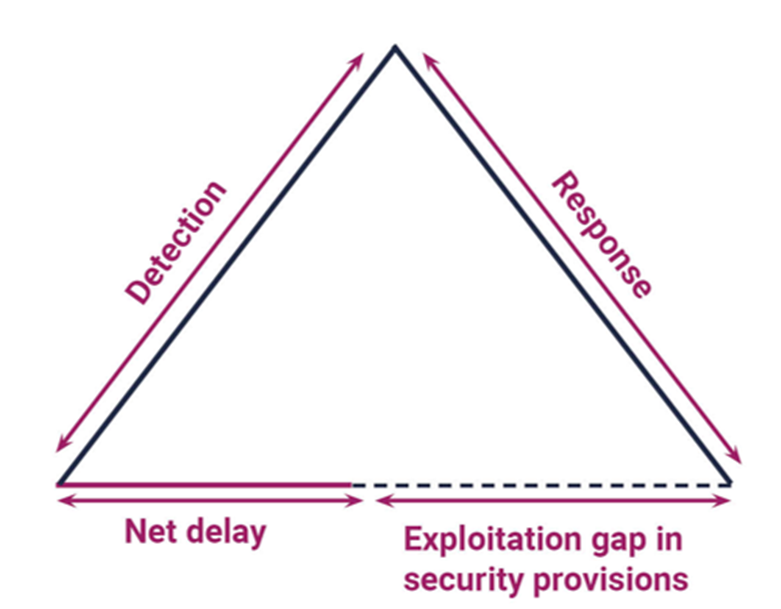 Detection
Response
Net delay
Exploitation gap in
security provisions